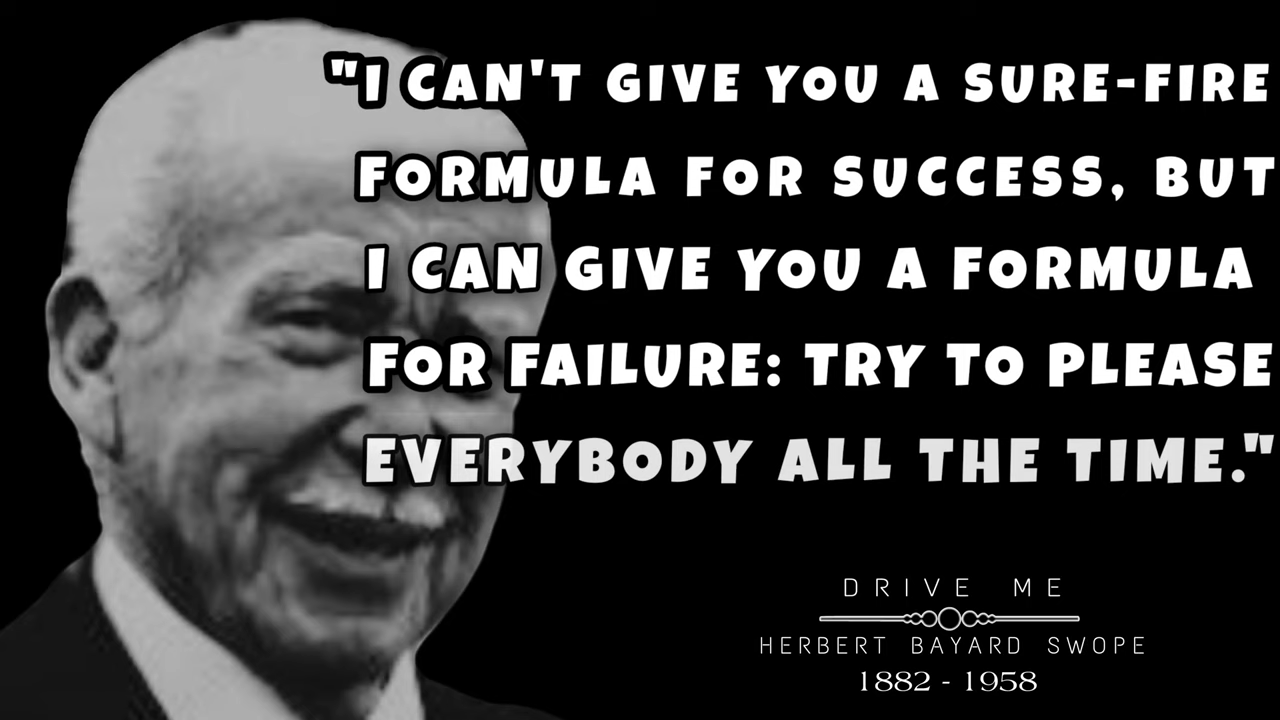 "I CAN'T GIVE YOU A SURE-FIRE
FORMULA FOR SUCCESS, BUT
I CAN GIVE YOU A FORMULA
FOR FAILURE: TRY TO PLEASE
EVERYBODY ALL THE TIME."
DRIVE ME
HERBERT BAYARD SWOPE
1882 - 1958